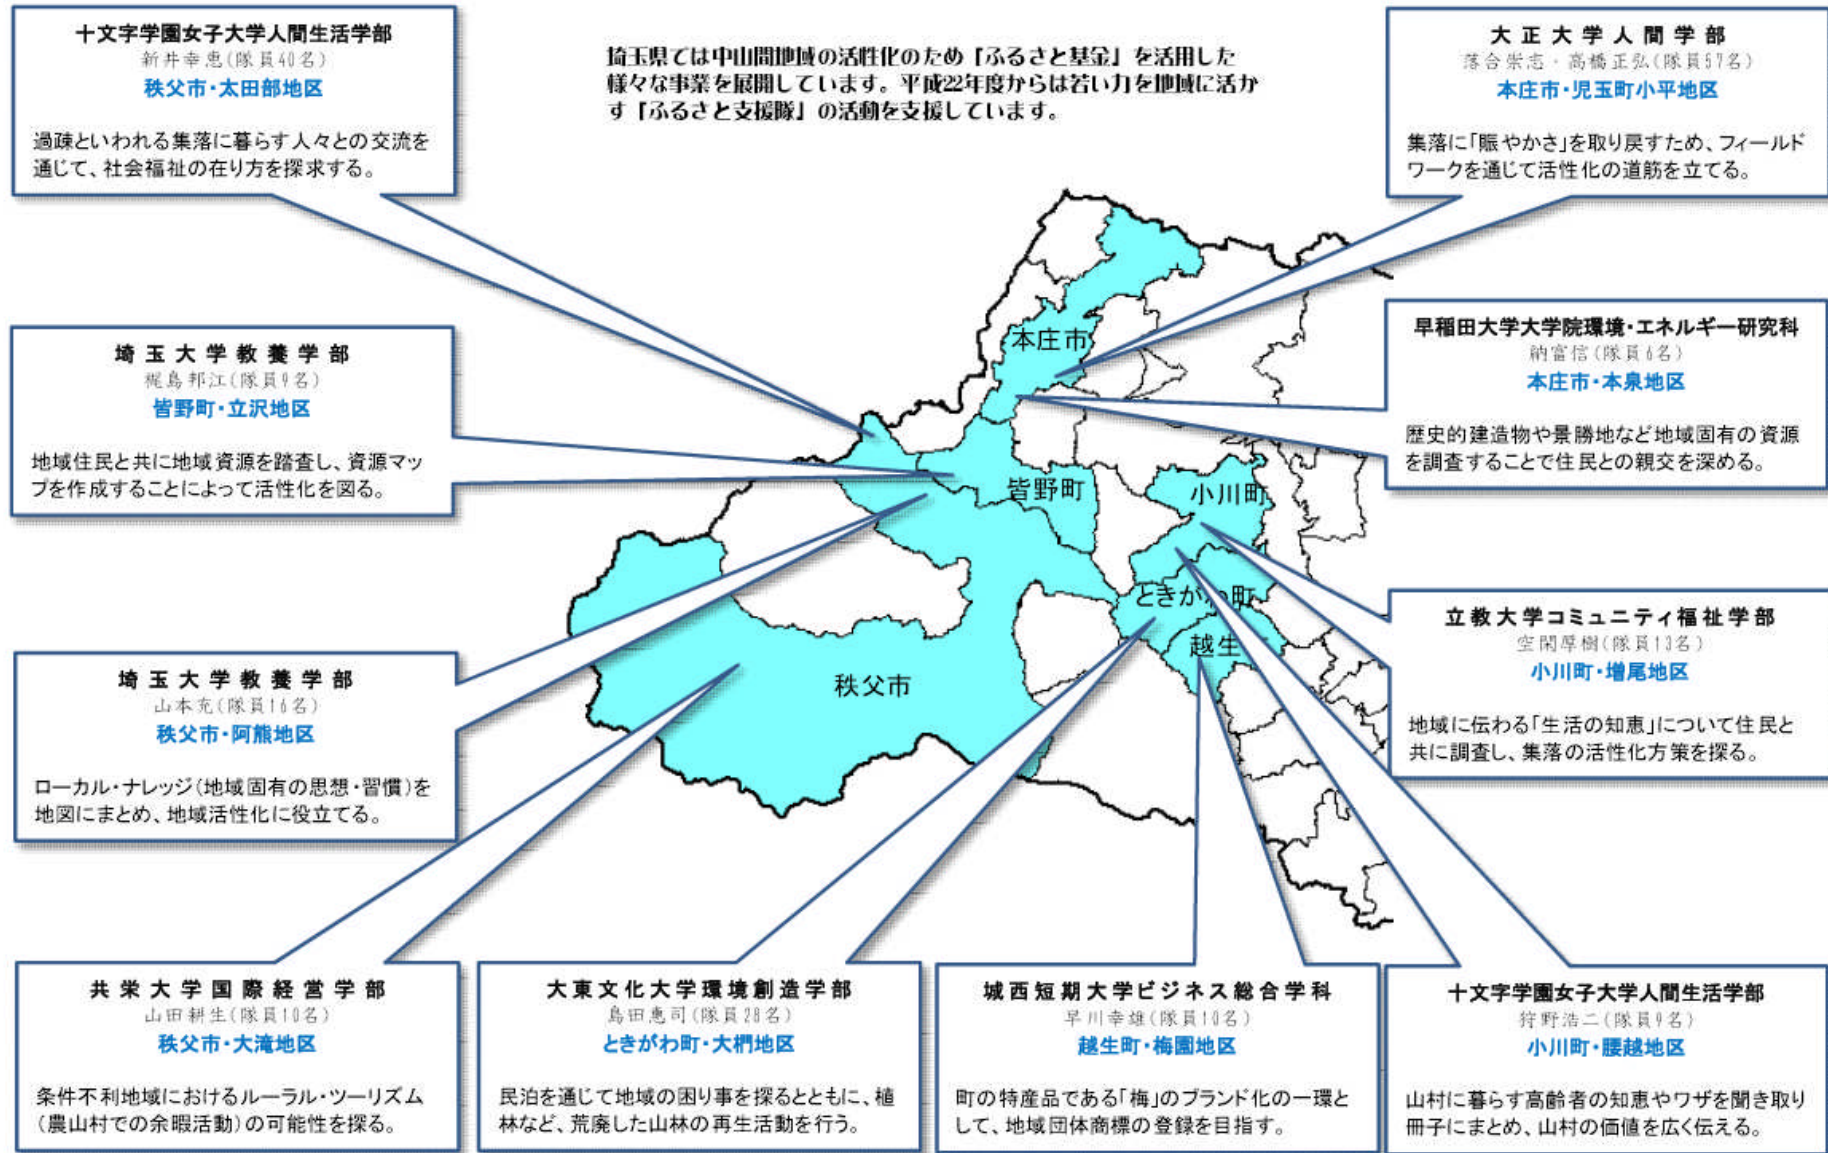 十文字学園女子大学人間生活学部
新井幸恵(隊員40名)
秩父市・太田部地区
過疎といわれる集落に暮らす人々との交流を
通じて、社会福祉の在り方を探求する。
埼玉県では中山間地域の活性化のため「ふるさと基金」を活用した
様々な事業を展開しています。平成22年度からは若い力を地域に活か
す「ふるさと支援隊」の活動を支援しています。
大正大学人間学部
落合崇志・高橋正弘(隊員57名)
本庄市・児玉町小平地区
集落に「賑やかさ」を取り戻すため、フィールド
ワークを通じて活性化の道筋を立てる。
埼玉大学教養学部
梶島邦江(隊員9名)
皆野町・立沢地区
地域住民と共に地域資源を踏査し、資源マッ
プを作成することによって活性化を図る。
早稲田大学大学院環境・エネルギー研究科
納富信(隊員6名)
本庄市・本泉地区
歴史的建造物や景勝地など地域固有の資源
を調査することで住民との親交を深める。
本庄市
皆野町
小川町
ときがわ町
越生
秩父市
埼玉大学教養学部
山本充(隊員16名)
秩父市・阿熊地区
ローカル・ナレッジ(地域固有の思想・習慣)を
地図にまとめ、地域活性化に役立てる。
立教大学コミュニティ福祉学部
空閑厚樹(隊員13名)
小川町・増尾地区
地域に伝わる「生活の知恵」について住民と
共に調査し、集落の活性化方策を探る。
共栄大学国際経営学部
山田耕生(隊員10名)
秩父市・大滝地区
条件不利地域におけるルーラル・ツーリズム
(農山村での余暇活動)の可能性を探る。
大東文化大学環境創造学部
島田恵司(隊員28名)
ときがわ町・大椚地区
民泊を通じて地域の困り事を探るとともに、植
林など、荒廃した山林の再生活動を行う。
城西短期大学ビジネス総合学科
早川幸雄(隊員10名)
越生町・梅園地区
町の特産品である「梅」のブランド化の一環と
して、地域団体商標の登録を目指す。
十文字学園女子大学人間生活学部
狩野浩二(隊員9名)
小川町・腰越地区
山村に暮らす高齢者の知恵やワザを聞き取り
冊子にまとめ、山村の価値を広く伝える。